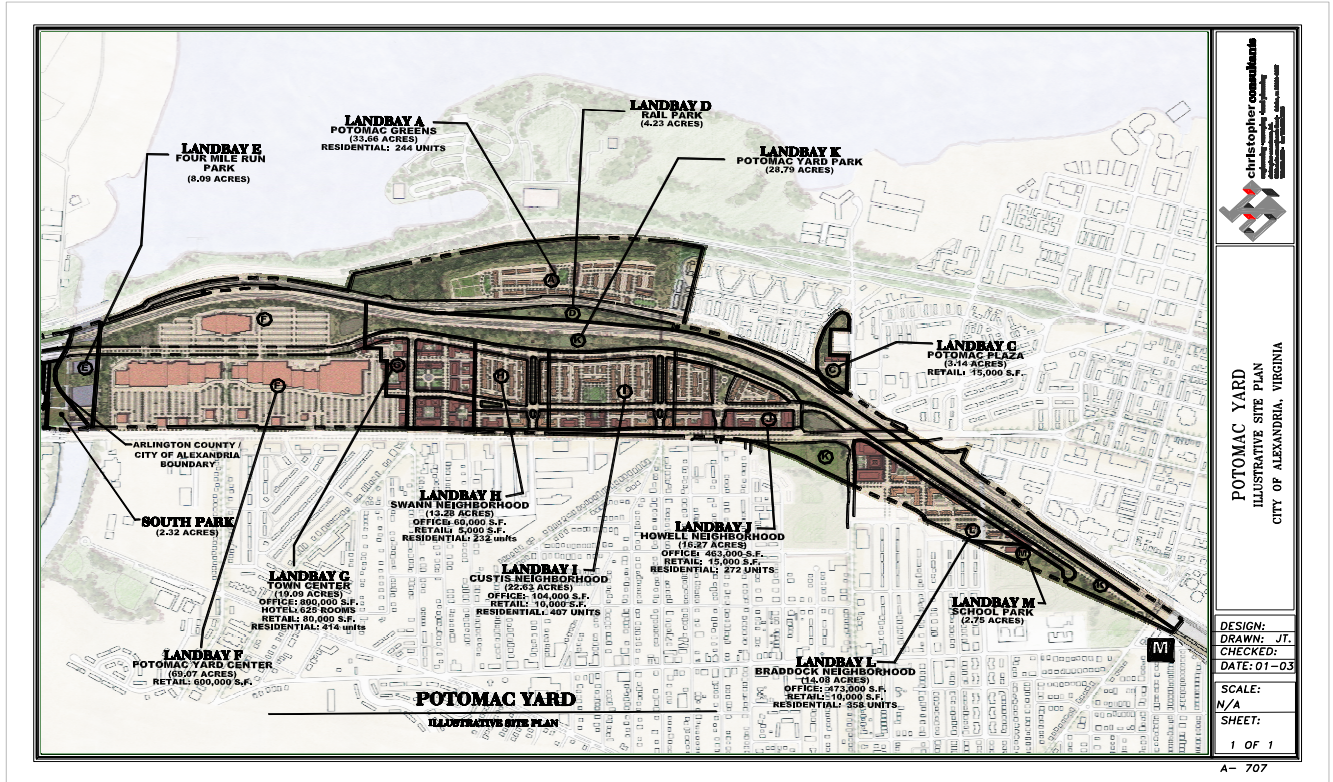 LANDBAY A
POTOMAC GREENS
(33.66 ACRES)
RESIDENTIAL: 244 UNITS
LANDBAY D
RAIL PARK
(4.23 ACRES)
LANDBAY E
FOUR MILE RUN
PARK
(8.09 ACRES)
LANDBAY K
POTOMAC YARD PARK
(28.79 ACRES)
LANDBAY C
POTOMAC PLAZA
(3.14 ACRES)
RETAIL: 15,000 S.F.
A
D
K
F
E
G
F
H
I
J
C
K
L
M
K
ARLINGTON COUNTY /
CITY OF ALEXANDRIA
BOUNDARY
SOUTH PARK
(2.32 ACRES)
LANDBAY H
SWANN NEIGHBORHOOD
(13.28 ACRES)
OFFICE: 60,000 S.F.
RETAIL: 5,000 S.F.
RESIDENTIAL: 232 units
LANDBAY J
HOWELL NEIGHBORHOOD
(16.27 ACRES)
OFFICE: 463,000 S.F.
RETAIL: 15,000 S.F.
RESIDENTIAL: 272 UNITS
LANDBAY G
TOWN CENTER
(19.09 ACRES)
OFFICE: 890,000 S.F.
HOTEL: 625 ROOMS
RETAIL: 80,000 S.F.
RESIDENTIAL: 414 units
LANDBAY I
CUSTIS NEIGHBORHOOD
(22.63 ACRES)
OFFICE: 104,000 S.F.
RETAIL: 10,000 S.F.
RESIDENTIAL: 407 UNITS
LANDBAY M
SCHOOL PARK
(2.75 ACRES)
LANDBAY F
POTOMAC YARD CENTER
(69.07 ACRES)
RETAIL: 600,000 S.F.
LANDBAY L
BRADDOCK NEIGHBORHOOD
(14.08 ACRES)
OFFICE: 473,000 S.F.
RETAIL: 10,000 S.F.
RESIDENTIAL: 358 UNITS
M
POTOMAC YARD
ILLUSTRATIVE SITE PLAN
christopher consultants
POTOMAC YARD
ILLUSTRATIVE SITE PLAN
CITY OF ALEXANDRIA, VIRGINIA
DESIGN:
DRAWN: JT.
CHECKED:
DATE: 01-03
SCALE:
N/A
SHEET:
1 OF 1
A- 707